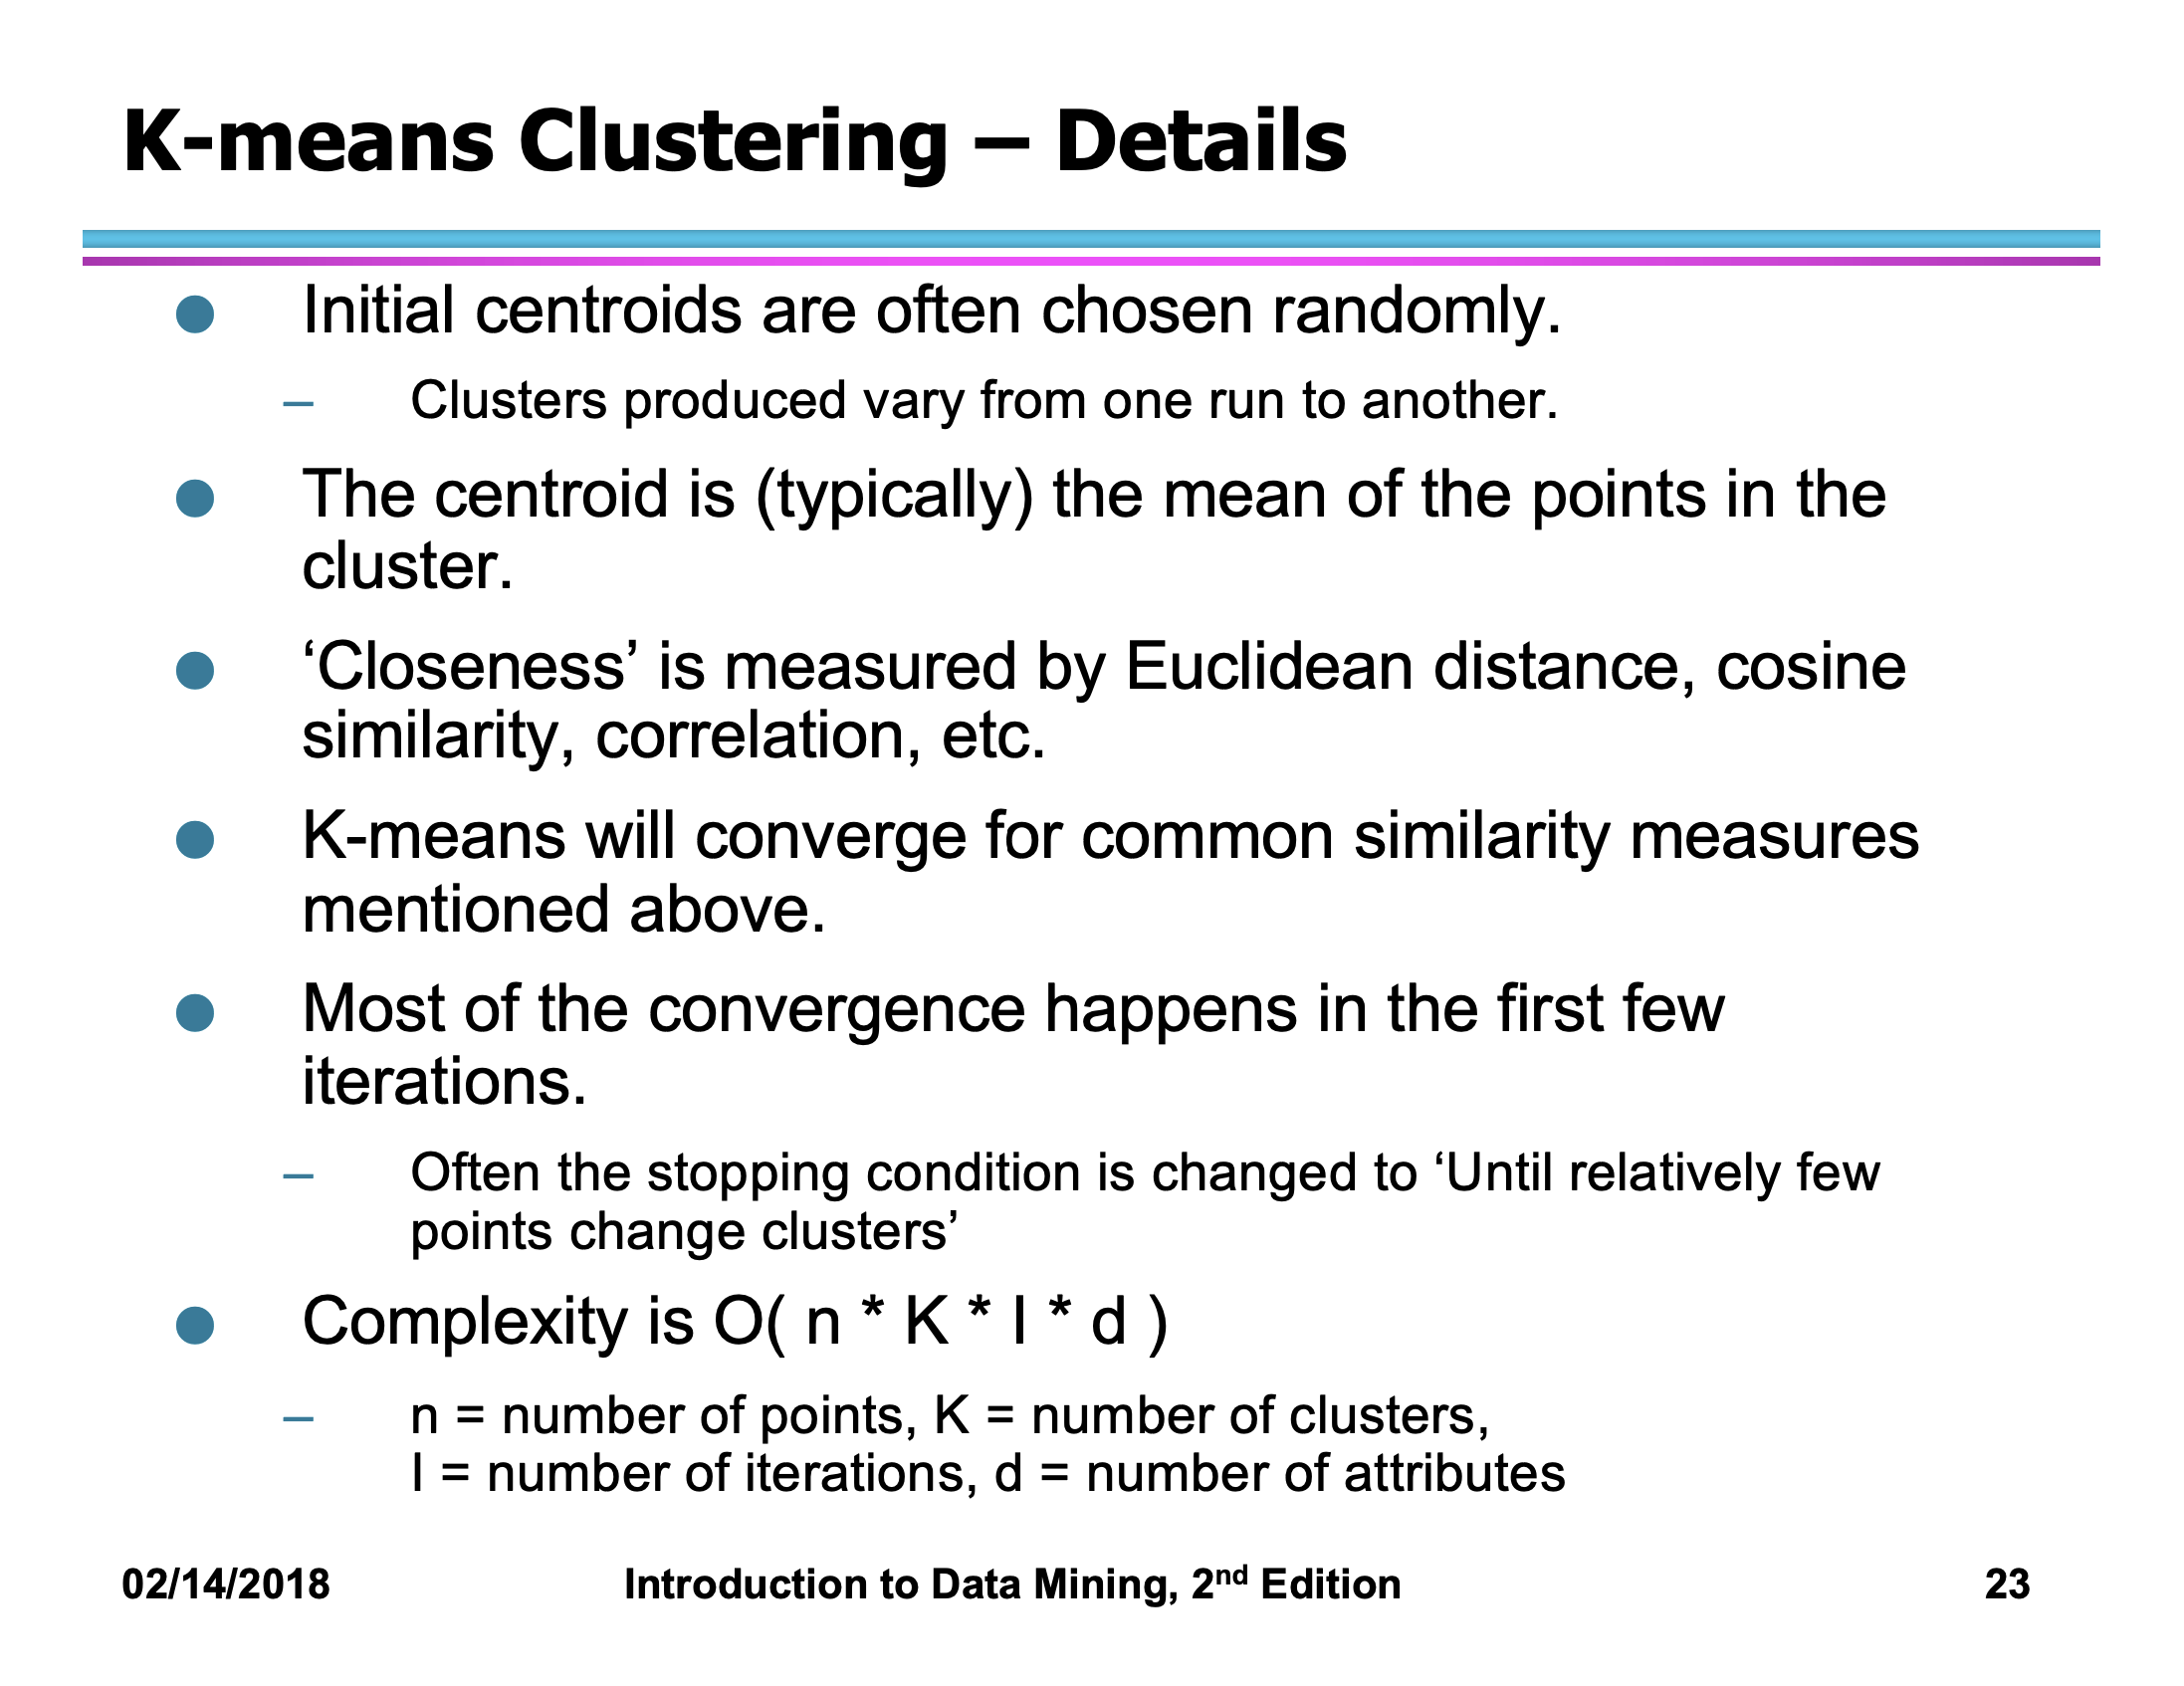 K-means Clustering – Details
● Initial centroids are often chosen randomly.
– Clusters produced vary from one run to another.
● The centroid is (typically) the mean of the points in the
cluster.
● ‘Closeness’ is measured by Euclidean distance, cosine
similarity, correlation, etc.
● K-means will converge for common similarity measures
mentioned above.
● Most of the convergence happens in the first few
iterations.
– Often the stopping condition is changed to ‘Until relatively few
points change clusters’
● Complexity is O( n * K * I * d )
– n = number of points, K = number of clusters,
I = number of iterations, d = number of attributes
02/14/2018 Introduction to Data Mining, 2nd Edition 23